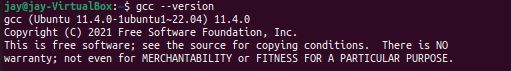 jay@jay-VirtualBox:~$ gcc --version
gcc (Ubuntu 11.4.0-1ubuntu1~22.04) 11.4.0
Copyright (C) 2021 Free Software Foundation, Inc.
This is free software; see the source for copying conditions.  There is NO
warranty; not even for MERCHANTABILITY or FITNESS FOR A PARTICULAR PURPOSE.